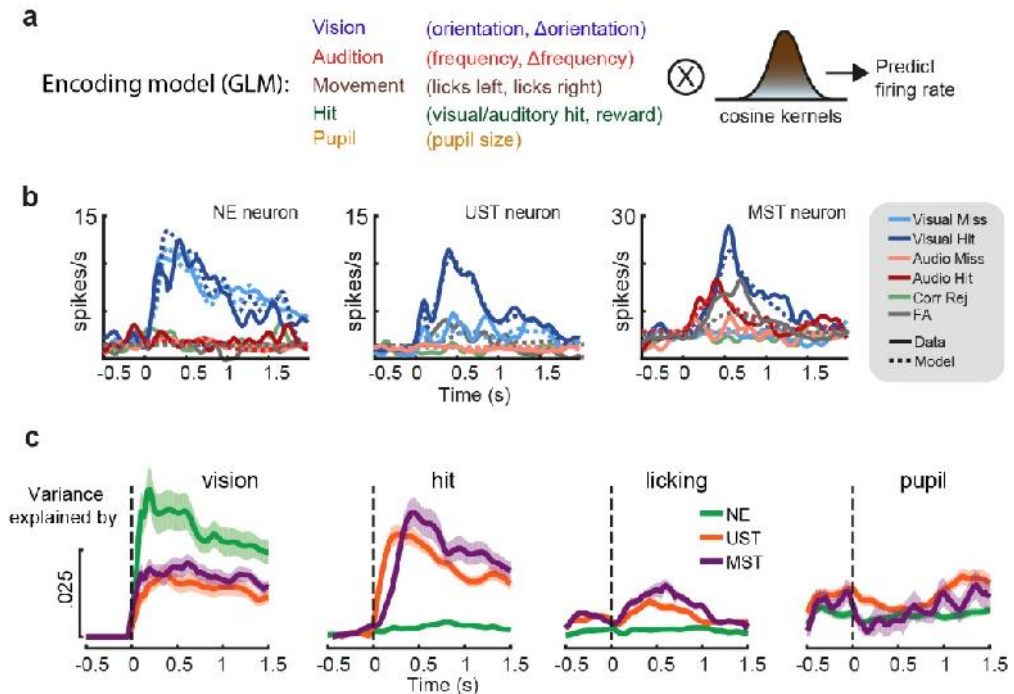 a
Vision (orientation, Δorientation)
Audition (frequency, Δfrequency)
Encoding model (GLM): Movement (licks left, licks right)
Hit (visual/auditory hit, reward)
Pupil (pupil size)
X
cosine kernels
Predict
firing rate
b
15 NE neuron
spikes/s
-0.5 0 0.5 1 1.5
15 UST neuron
spikes/s
-0.5 0 0.5 1 1.5
Time (s)
30 MST neuron
spikes/s
-0.5 0 0.5 1 1.5
Visual Miss
Visual Hit
Audio Miss
Audio Hit
Corr Rej
FA
Data
Model
c
Variance
explained by
vision
.025
-0.5 0 0.5 1 1.5
hit
-0.5 0 0.5 1 1.5
Time (s)
licking
NE
UST
MST
-0.5 0 0.5 1 1.5
pupil
-0.5 0 0.5 1 1.5